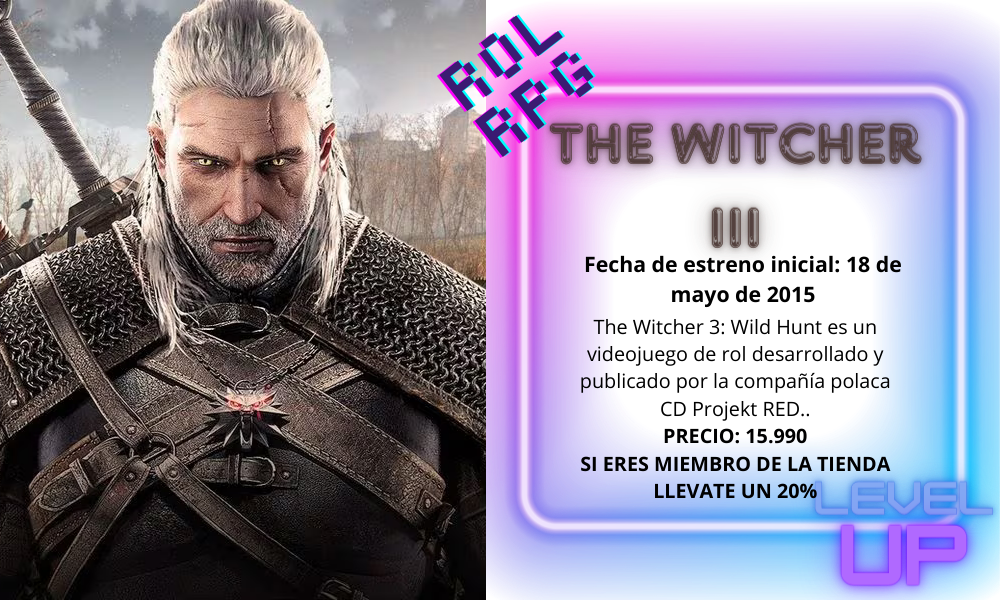 ROL
RPG
THE WITCHER
III
Fecha de estreno inicial: 18 de
mayo de 2015
The Witcher 3: Wild Hunt es un
videojuego de rol desarrollado y
publicado por la compañía polaca
CD Projekt RED..
PRECIO: 15.990
SI ERES MIEMBRO DE LA TIENDA
LLEVATE UN 20%
LEVEL
UP